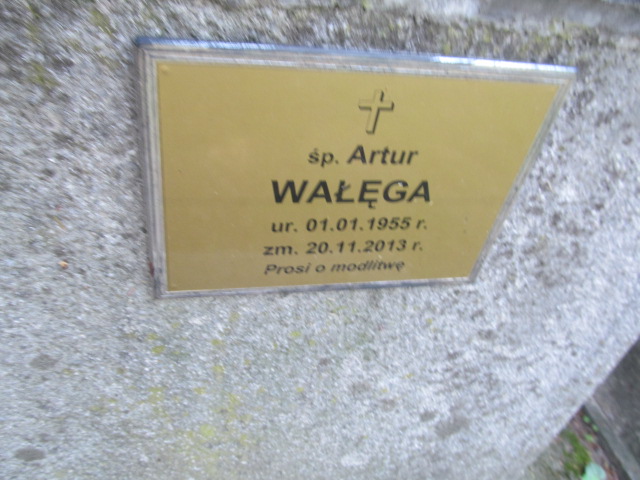 śp. Artur
WAŁĘGA
ur. 01.01.1955 r.
zm. 20.11.2013 r.
Prosi o modlitwę